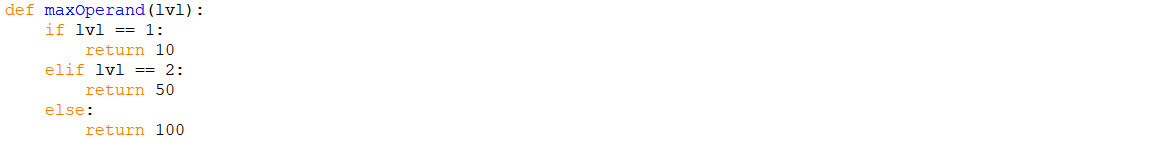 def maxOperand(lvl):
    if lvl == 1:
        return 10
    elif lvl == 2:
        return 50
    else:
        return 100